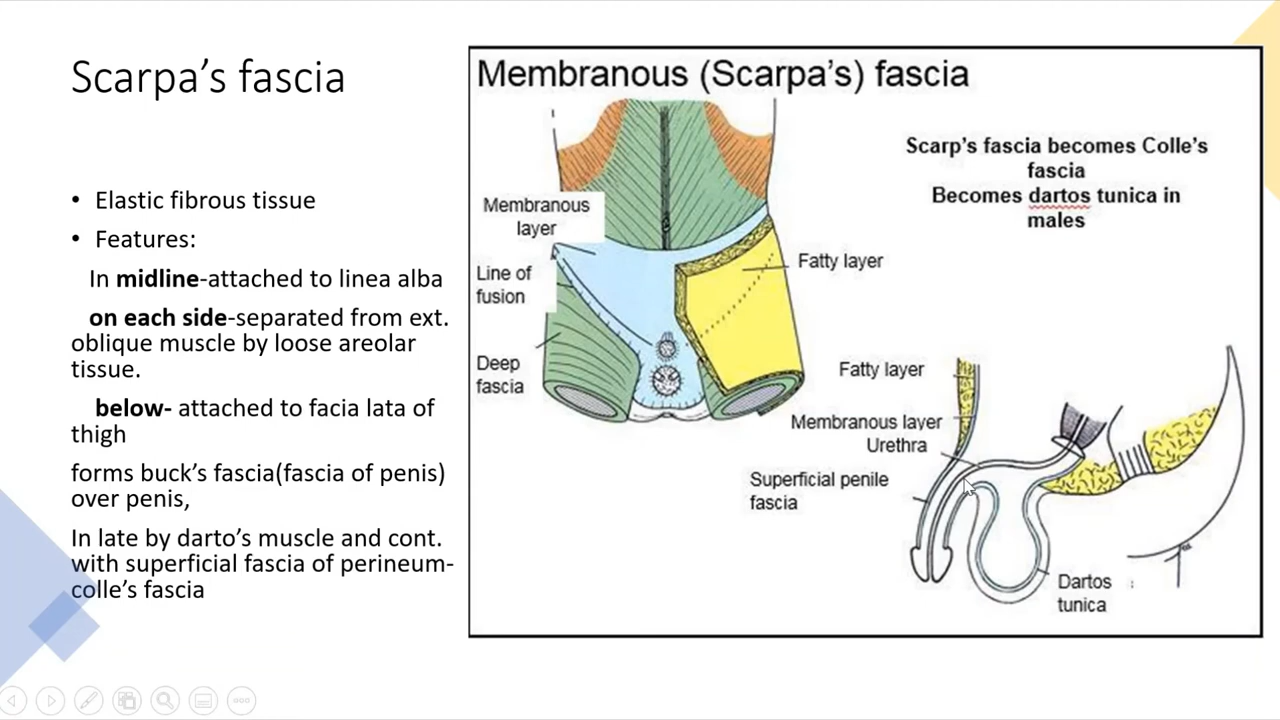 Scarpa's fascia
• Elastic fibrous tissue
• Features:
In midline-attached to linea alba
on each side-separated from ext.
oblique muscle by loose areolar
tissue.
below- attached to facia lata of
thigh
forms buck's fascia(fascia of penis)
over penis,
In late by darto's muscle and cont.
with superficial fascia of perineum-
colle's fascia
Membranous (Scarpa's) fascia
Scarp's fascia becomes Colle's
fascia
Becomes dartos tunica in
males
Membranous
layer
Line of
fusion
Deep
fascia
Fatty layer
Fatty layer
Membranous layer
Urethra
Superficial penile
fascia
Dartos
tunica